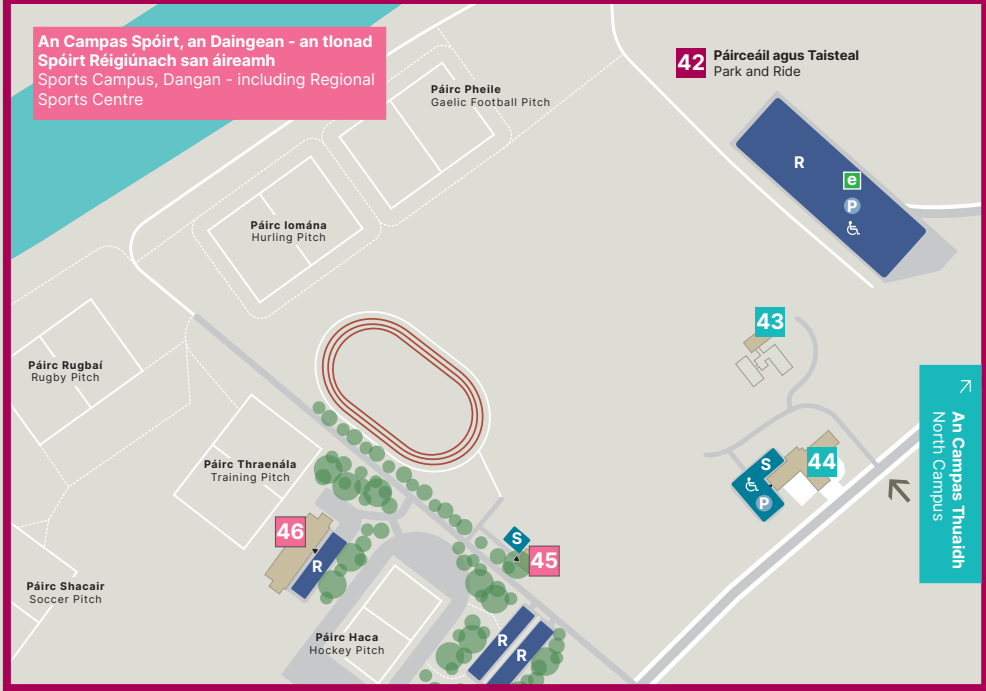 An Campas Spóirt, an Daingean - an tIonad
Spóirt Réigiúnach san áireamh
Sports Campus, Dangan - including Regional
Sports Centre
Páirc Pheile
Gaelic Football Pitch
42
Páirceáil agus Taisteal
Park and Ride
R
e
P
Páirc Iomána
Hurling Pitch
43
Páirc Rugbaí
Rugby Pitch
An Campas Thuaidh
North Campus
Páirc Thraenála
Training Pitch
44
S
P
46
R
S
45
Páirc Shacair
Soccer Pitch
Páirc Haca
Hockey Pitch
R
R